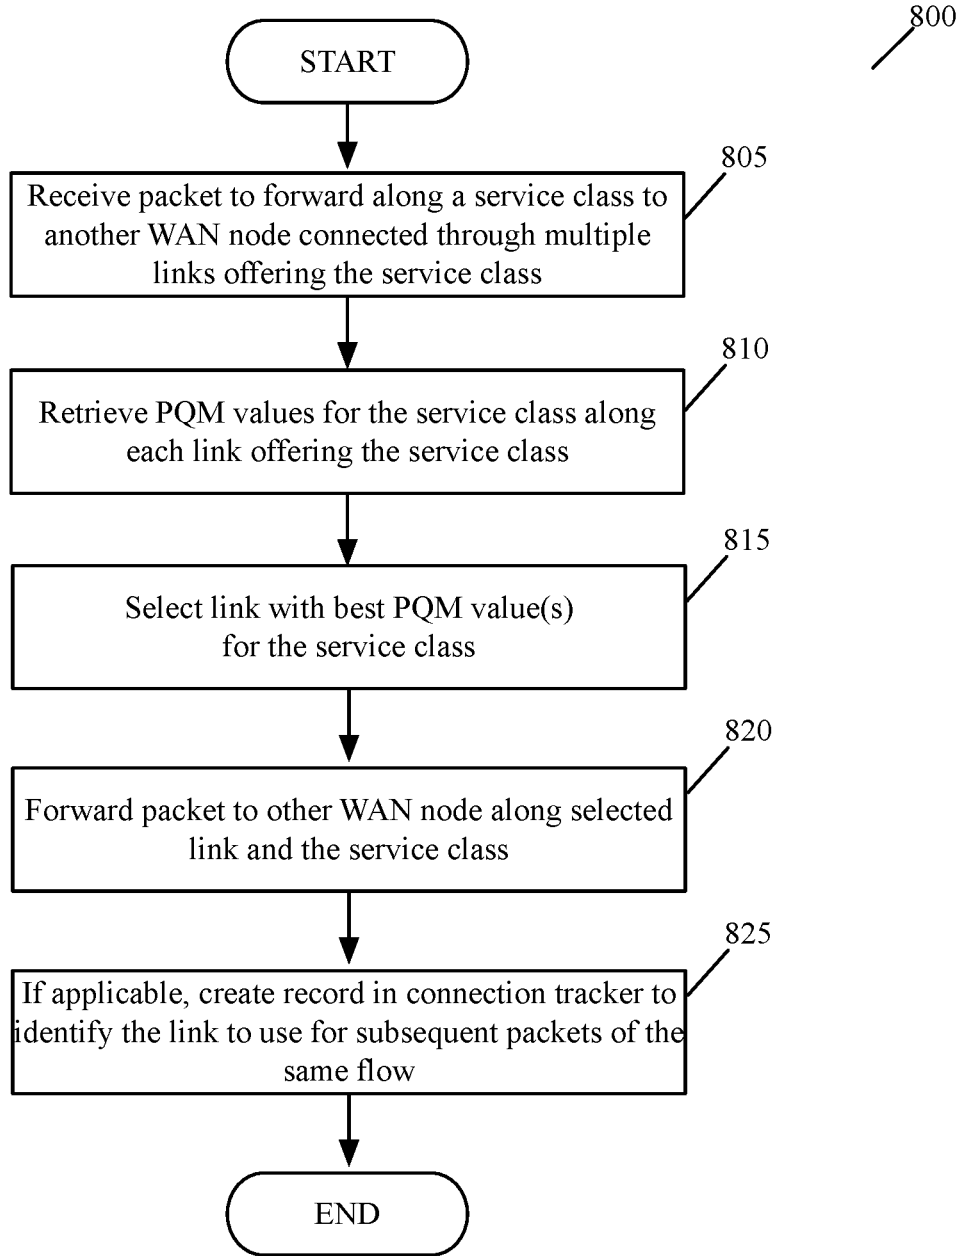 800
START
805
Receive packet to forward along a service class to
another WAN node connected through multiple
links offering the service class
810
Retrieve PQM values for the service class along
each link offering the service class
815
Select link with best PQM value(s)
for the service class
820
Forward packet to other WAN node along selected
link and the service class
825
If applicable, create record in connection tracker to
identify the link to use for subsequent packets of the
same flow
END